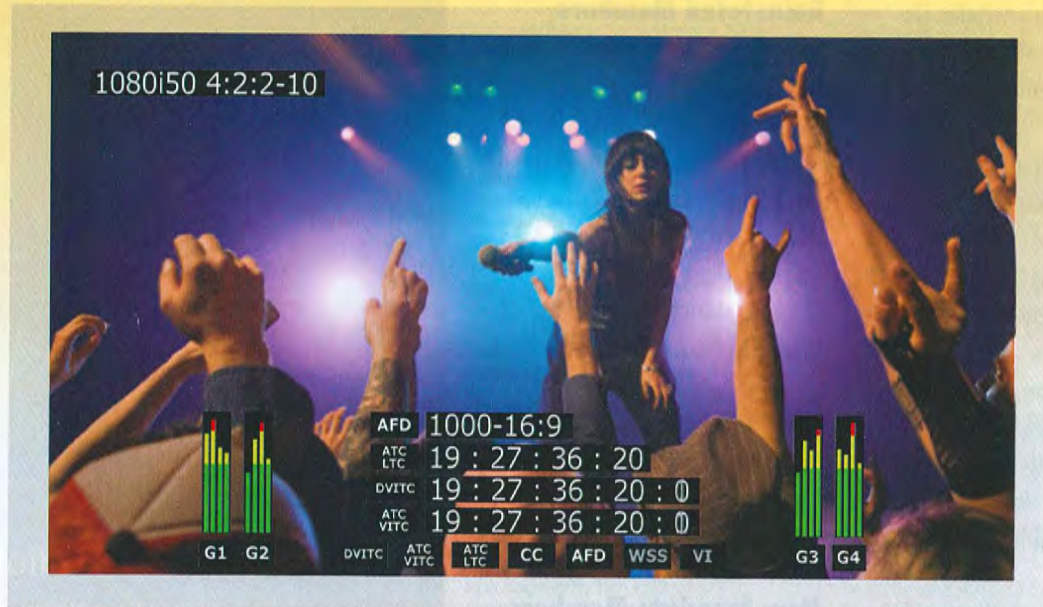 1080i50 4:2:2-10
AFD 1000-16:9
ATC LTC 19 : 27 : 36 : 20
DVITC 19 : 27 : 36 : 20 : 0
ATC VITC 19 : 27 : 36 : 20 : 0
G1 G2 DVITC ATC VITC ATC LTC CC AFD WSS VI G3 G4